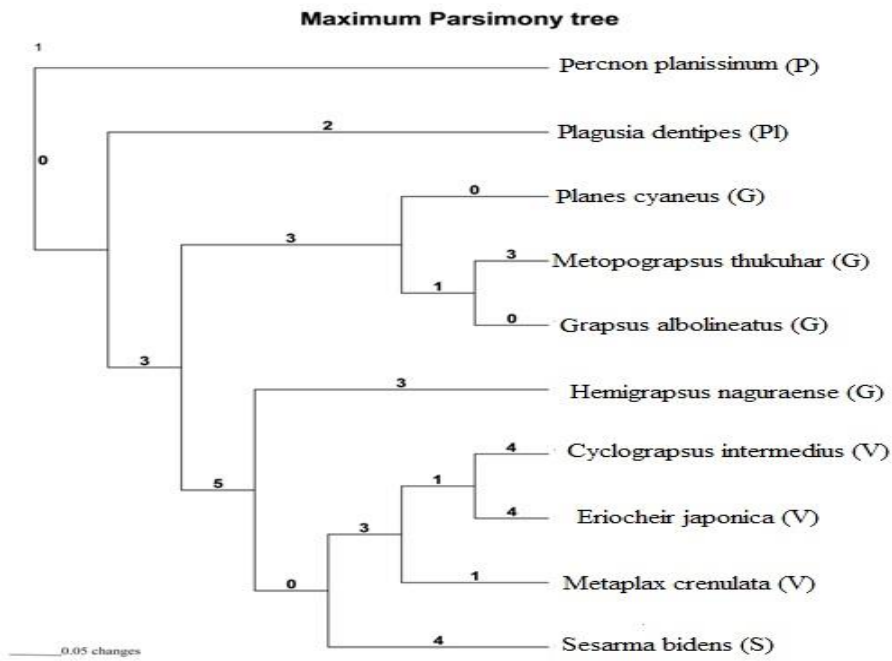 Maximum Parsimony tree
1
Percnon planissinum (P)
0
2
Plagusia dentipes (Pl)
0
Planes cyaneus (G)
3
3
Metopograpsus thukuhar (G)
1
0
Grapsus albolineatus (G)
3
3
Hemigrapsus naguraense (G)
4
Cyclograpsus intermedius (V)
1
5
4
Eriocheir japonica (V)
3
1
Metaplax crenulata (V)
0
4
Sesarma bidens (S)
0.05 changes